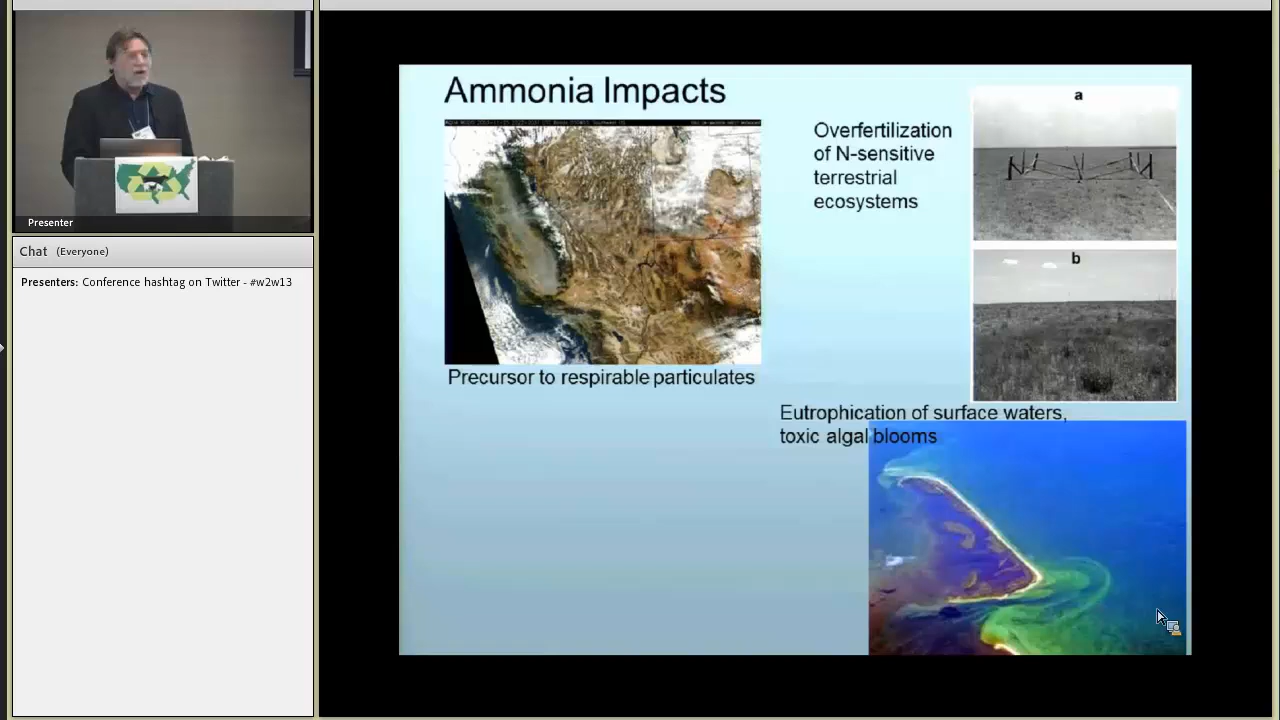 Presenter
Chat (Everyone)
Presenters: Conference hashtag on Twitter - #w2w13
Ammonia Impacts
Precursor to respirable particulates
Overfertilization
of N-sensitive
terrestrial
ecosystems
a
b
Eutrophication of surface waters,
toxic algal blooms